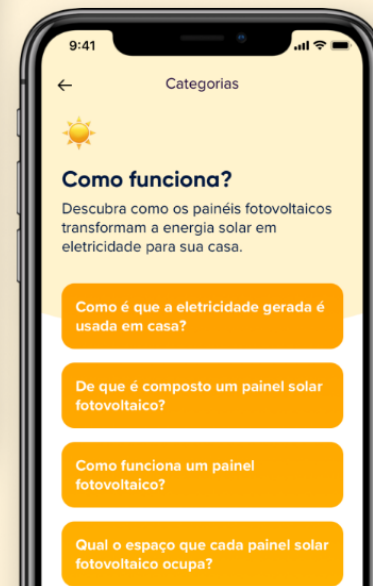 9:41
Categorias
Como funciona?
Descubra como os painéis fotovoltaicos
transformam a energia solar em
eletricidade para sua casa.
Como é que a eletricidade gerada é
usada em casa?
De que é composto um painel solar
fotovoltaico?
Como funciona um painel
fotovoltaico?
Qual o espaço que cada painel solar
fotovoltaico ocupa?